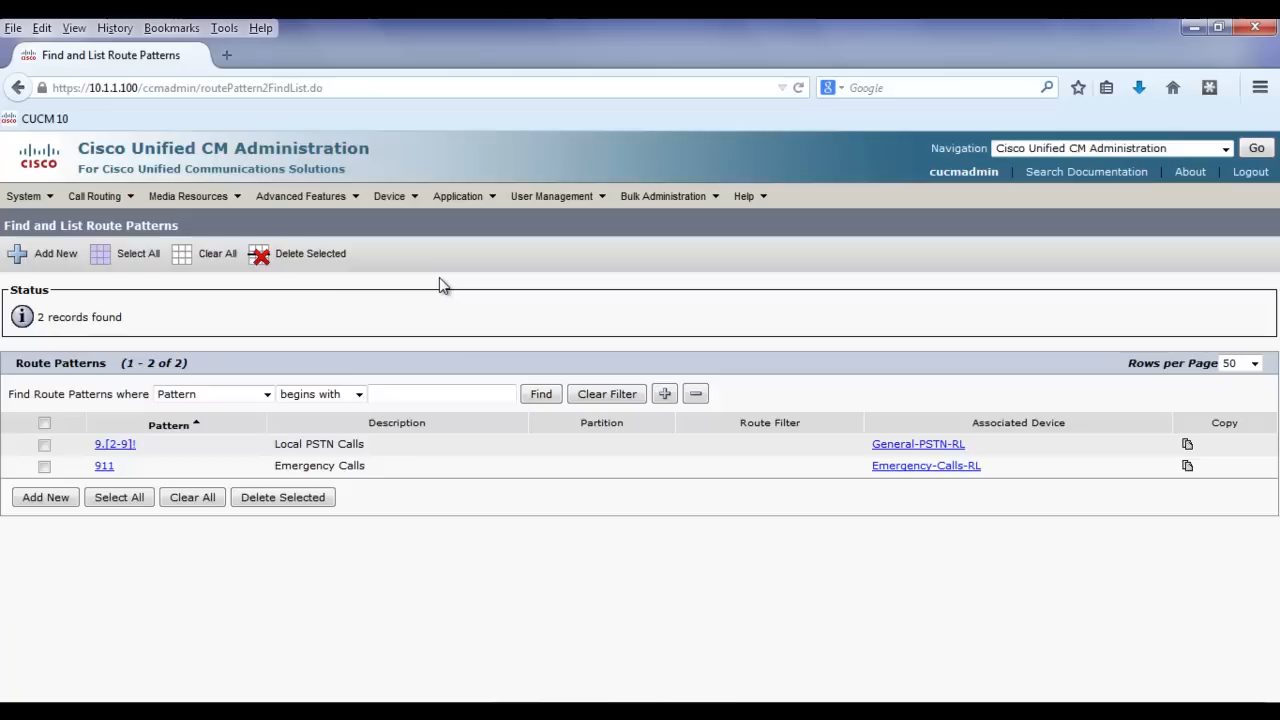 File Edit View History Bookmarks Tools Help
Find and List Route Patterns
https://10.1.1.100/ccmadmin/routePattern2FindList.do
Google
CUCM 10
CISCO
Cisco Unified CM Administration
For Cisco Unified Communications Solutions
Navigation Cisco Unified CM Administration Go
cucmadmin | Search Documentation | About | Logout
System Call Routing Media Resources Advanced Features Device Application User Management Bulk Administration Help
Find and List Route Patterns
Add New Select All Clear All Delete Selected
Status
2 records found
Route Patterns (1 - 2 of 2) Rows per Page 50
Find Route Patterns where Pattern begins with Find Clear Filter
Pattern Description Partition Route Filter Associated Device Copy
9.[2-9]! Local PSTN Calls General-PSTN-RL
911 Emergency Calls Emergency-Calls-RL
Add New Select All Clear All Delete Selected